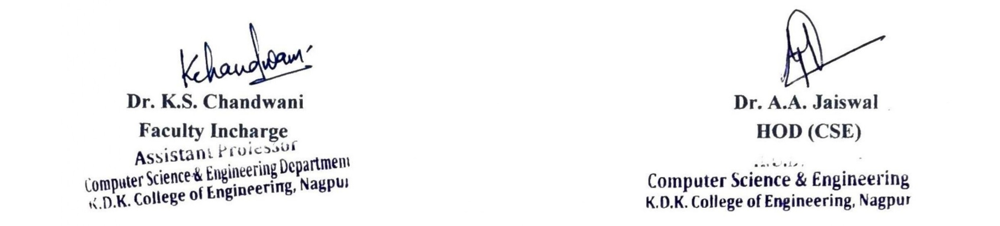 Kchandwani
Dr. K.S. Chandwani
Faculty Incharge
Assistant Professor
Computer Science & Engineering Department
K.D.K. College of Engineering, Nagpur
Dr. A.A. Jaiswal
HOD (CSE)
Computer Science & Engineering
K.D.K. College of Engineering, Nagpur